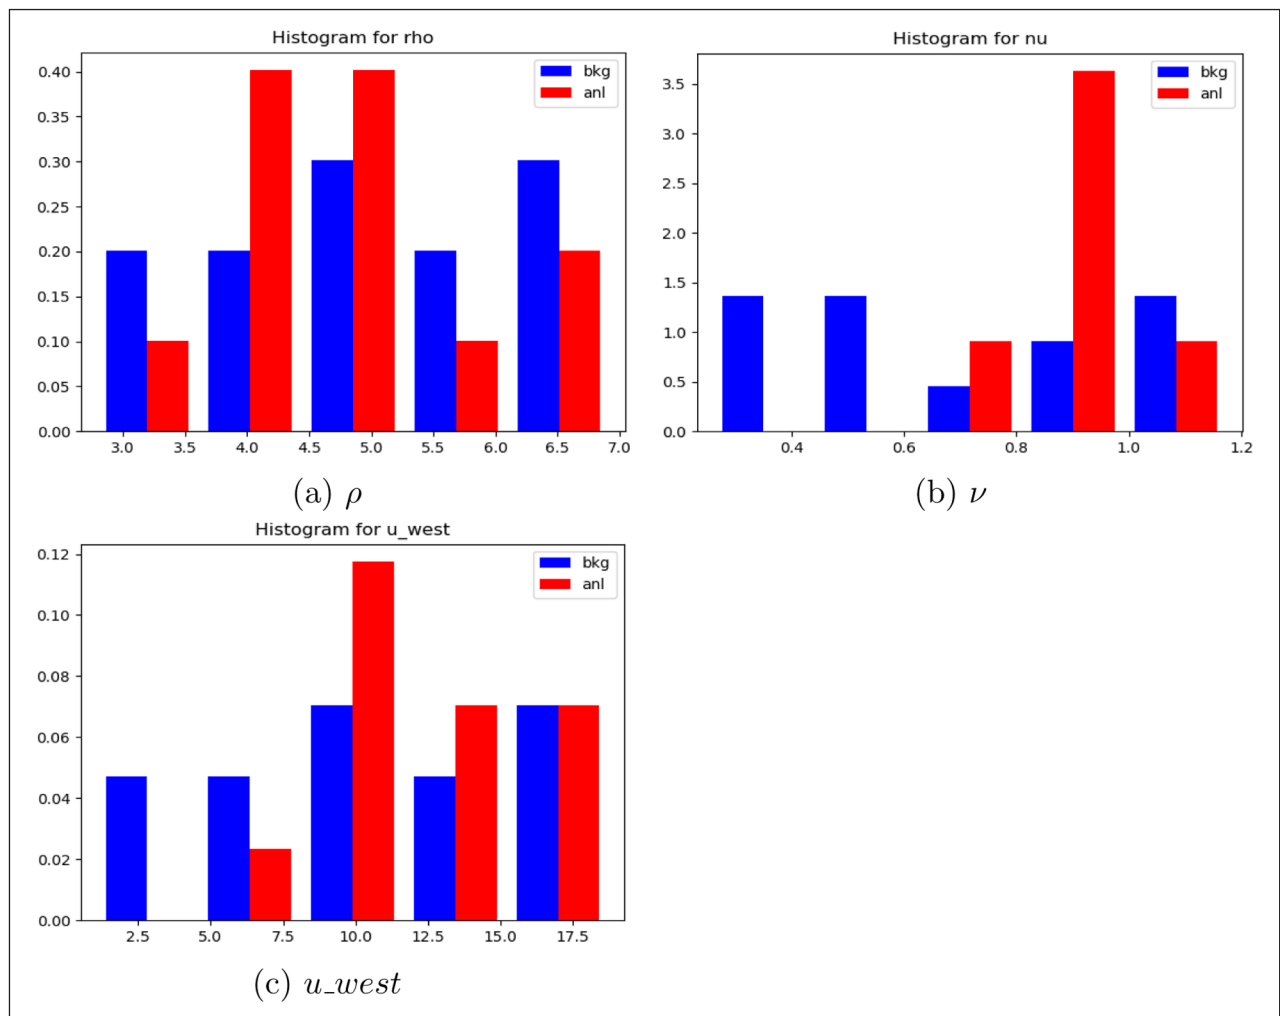 Histogram for rho
0.40
0.35
0.30
0.25
0.20
0.15
0.10
0.05
0.00
3.0 3.5 4.0 4.5 5.0 5.5 6.0 6.5 7.0
bkg
anl
(a) ρ
Histogram for nu
3.5
3.0
2.5
2.0
1.5
1.0
0.5
0.0
0.4 0.6 0.8 1.0 1.2
bkg
anl
(b) ν
Histogram for u_west
0.12
0.10
0.08
0.06
0.04
0.02
0.00
2.5 5.0 7.5 10.0 12.5 15.0 17.5
bkg
anl
(c) u_west